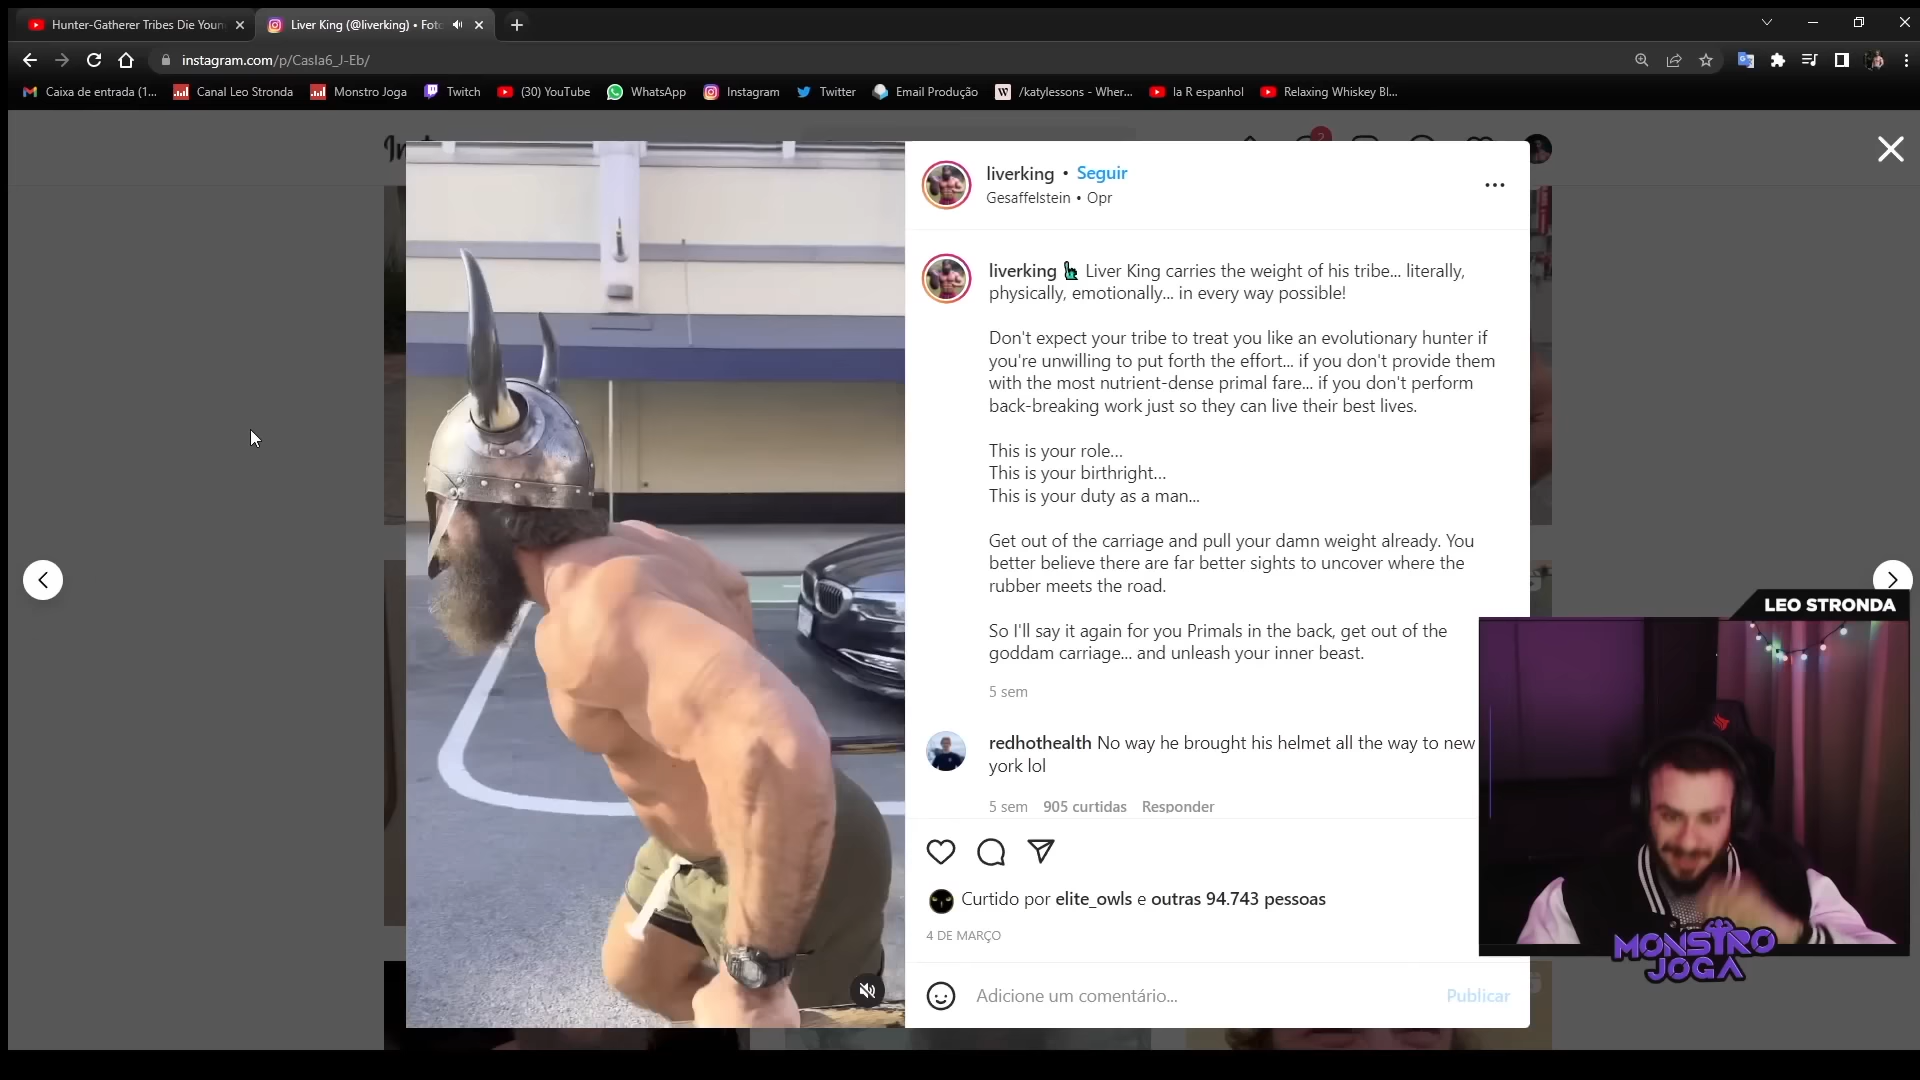 Hunter-Gatherer Tribes Die Youn
Liver King (@liverking) • Foto
instagram.com/p/Casla6_J-Eb/
Caixa de entrada (1...
Canal Leo Stronda
Monstro Joga
Twitch
(30) YouTube
WhatsApp
Instagram
Twitter
Email Produção
/katylessons - Wher...
la R espanhol
Relaxing Whiskey Bl...
2
liverking • Seguir
Gesaffelstein • Opr
liverking Liver King carries the weight of his tribe... literally,
physically, emotionally... in every way possible!
Don't expect your tribe to treat you like an evolutionary hunter if
you're unwilling to put forth the effort... if you don't provide them
with the most nutrient-dense primal fare... if you don't perform
back-breaking work just so they can live their best lives.
This is your role...
This is your birthright...
This is your duty as a man...
Get out of the carriage and pull your damn weight already. You
better believe there are far better sights to uncover where the
rubber meets the road.
So I'll say it again for you Primals in the back, get out of the
goddam carriage... and unleash your inner beast.
5 sem
redhothealth No way he brought his helmet all the way to new
york lol
5 sem 905 curtidas Responder
Curtido por elite_owls e outras 94.743 pessoas
4 DE MARÇO
Adicione um comentário...
Publicar
LEO STRONDA
MONSTRO
JOGA